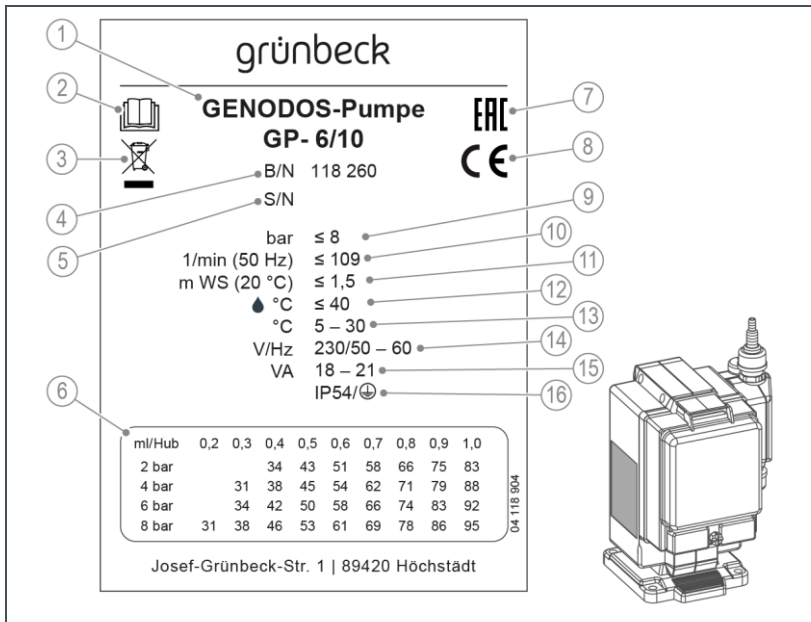 grünbeck
1
2
3
4
5
6
GENODOS-Pumpe
GP- 6/10
EAC
CE
7
8
B/N 118 260
S/N
bar ≤ 8
9
1/min (50 Hz) ≤ 109
10
m WS (20 °C) ≤ 1,5
11
°C ≤ 40
12
°C 5 – 30
13
V/Hz 230/50 – 60
14
VA 18 – 21
15
IP54/
16
ml/Hub 0,2 0,3 0,4 0,5 0,6 0,7 0,8 0,9 1,0
2 bar 34 43 51 58 66 75 83
4 bar 31 38 45 54 62 71 79 88
6 bar 34 42 50 58 66 74 83 92
8 bar 31 38 46 53 61 69 78 86 95
04 118 904
Josef-Grünbeck-Str. 1 | 89420 Höchstädt